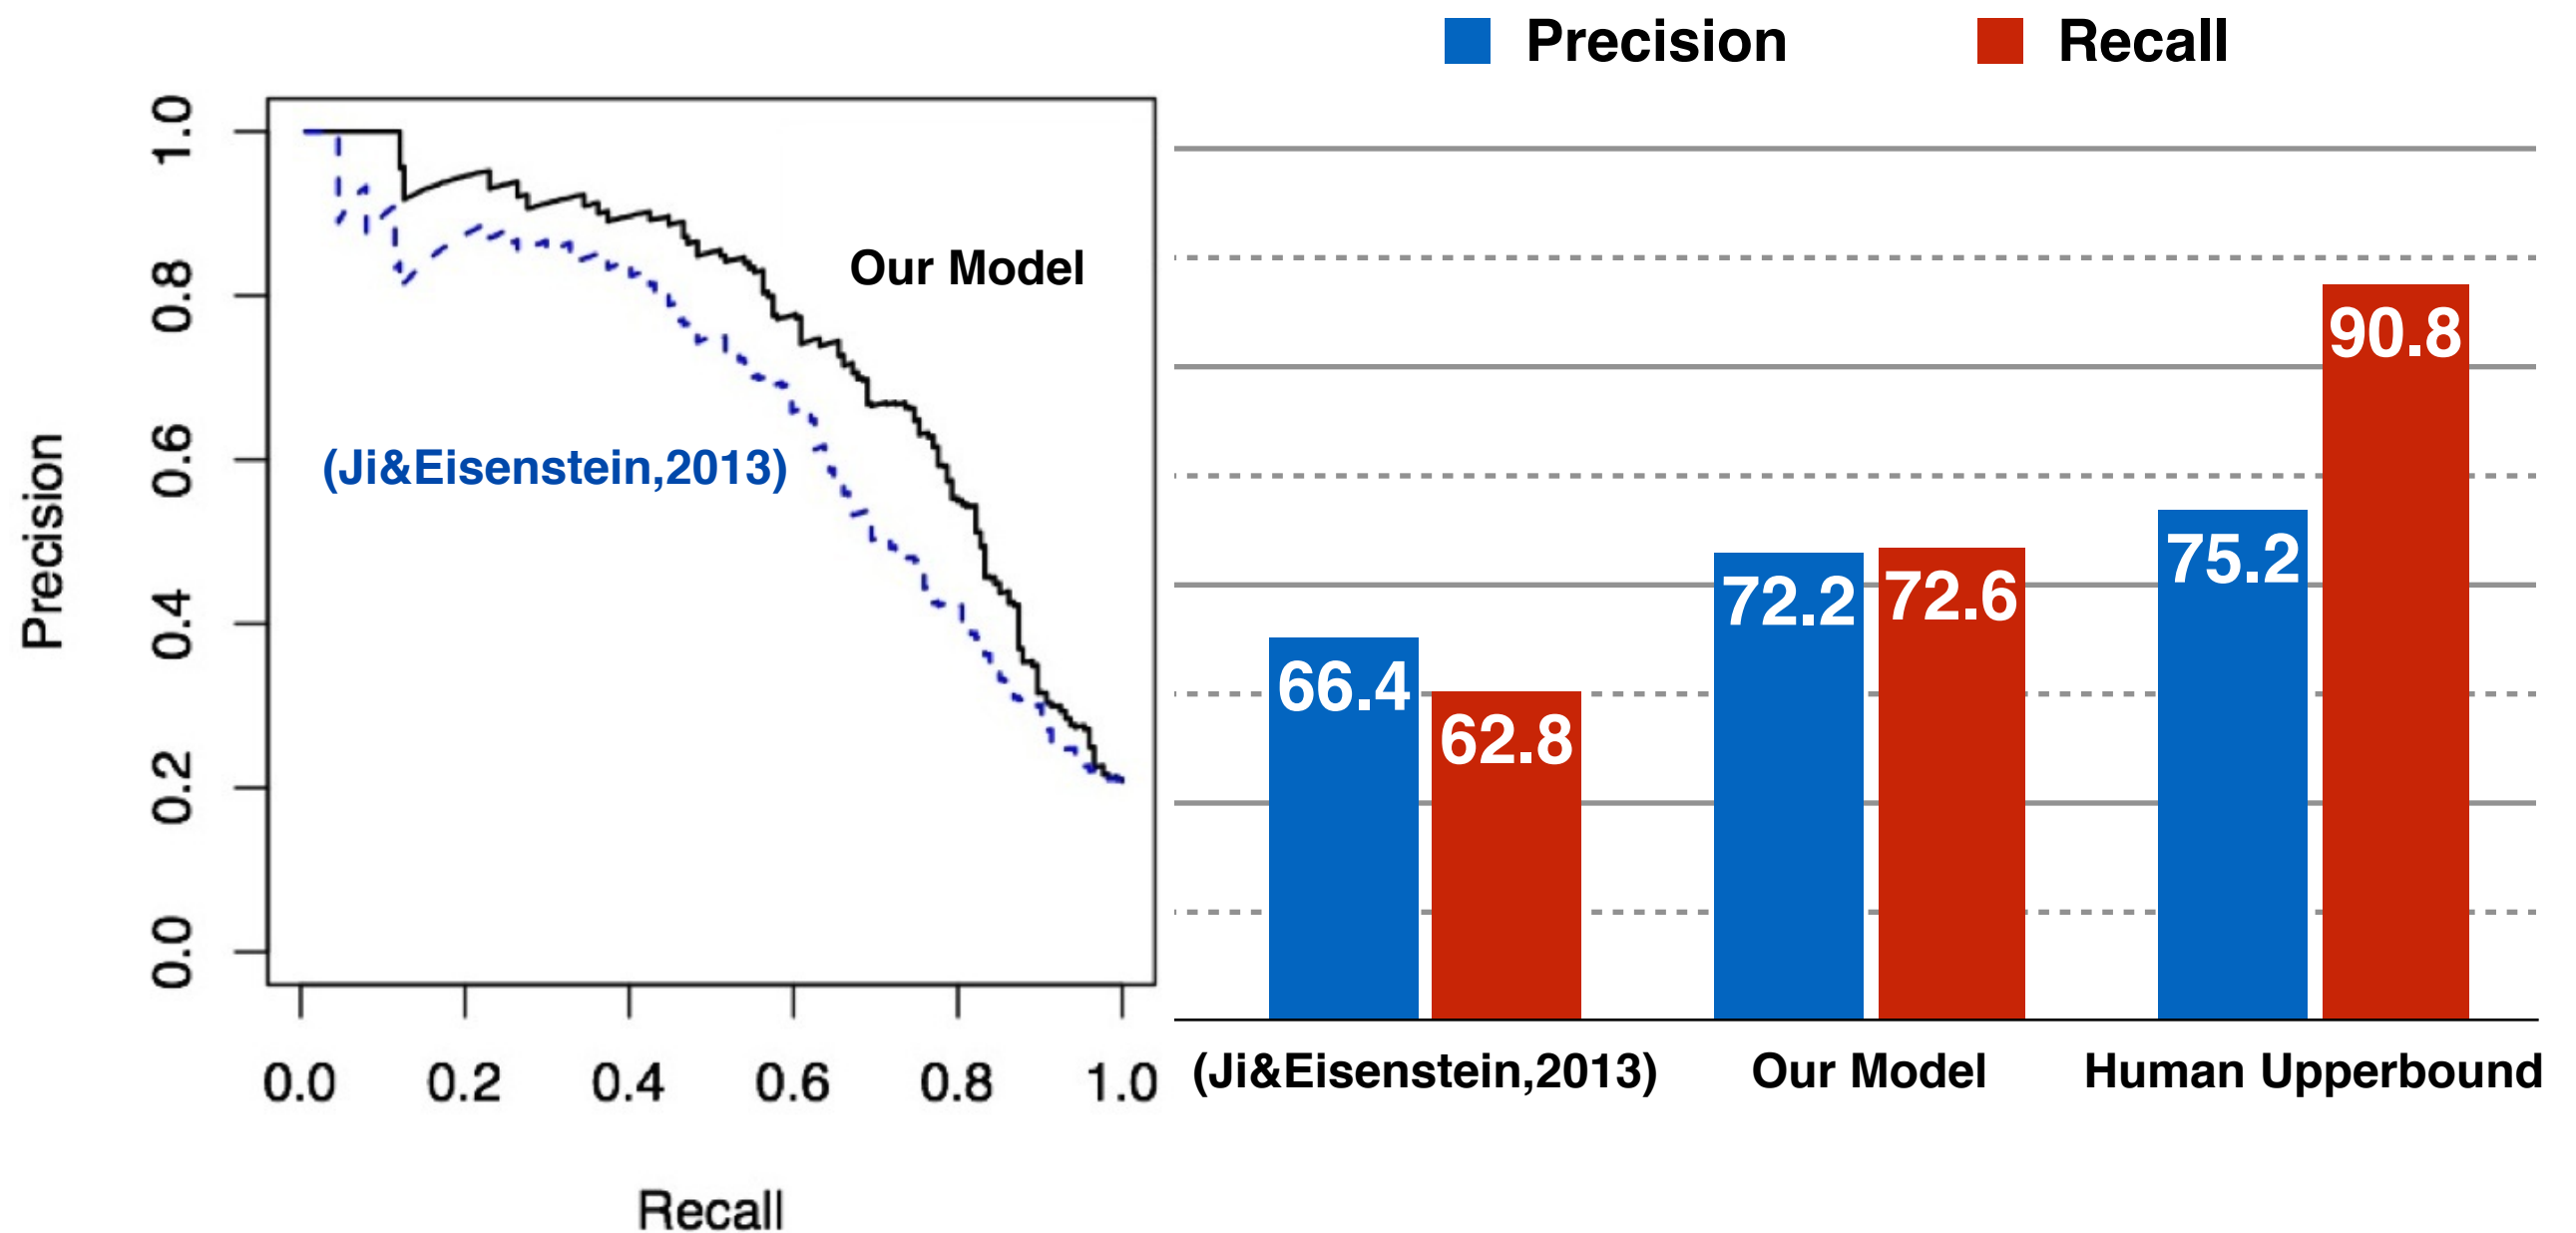 Precision Recall
1.0
0.8
0.6
0.4
0.2
0.0
Precision
Our Model
(Ji&Eisenstein,2013)
0.0 0.2 0.4 0.6 0.8 1.0
Recall
66.4
62.8
72.2
72.6
75.2
90.8
(Ji&Eisenstein,2013) Our Model Human Upperbound